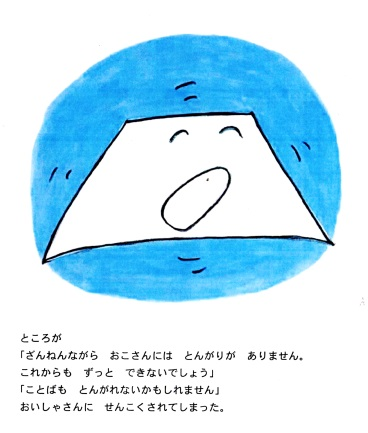 ところが
「ざんねんながら　おこさんには　とんがりが　ありません。
これからも　ずっと　できないでしょう」
「ことばも　とんがれないかもしれません」
おいしゃさんに　せんこくされてしまった。